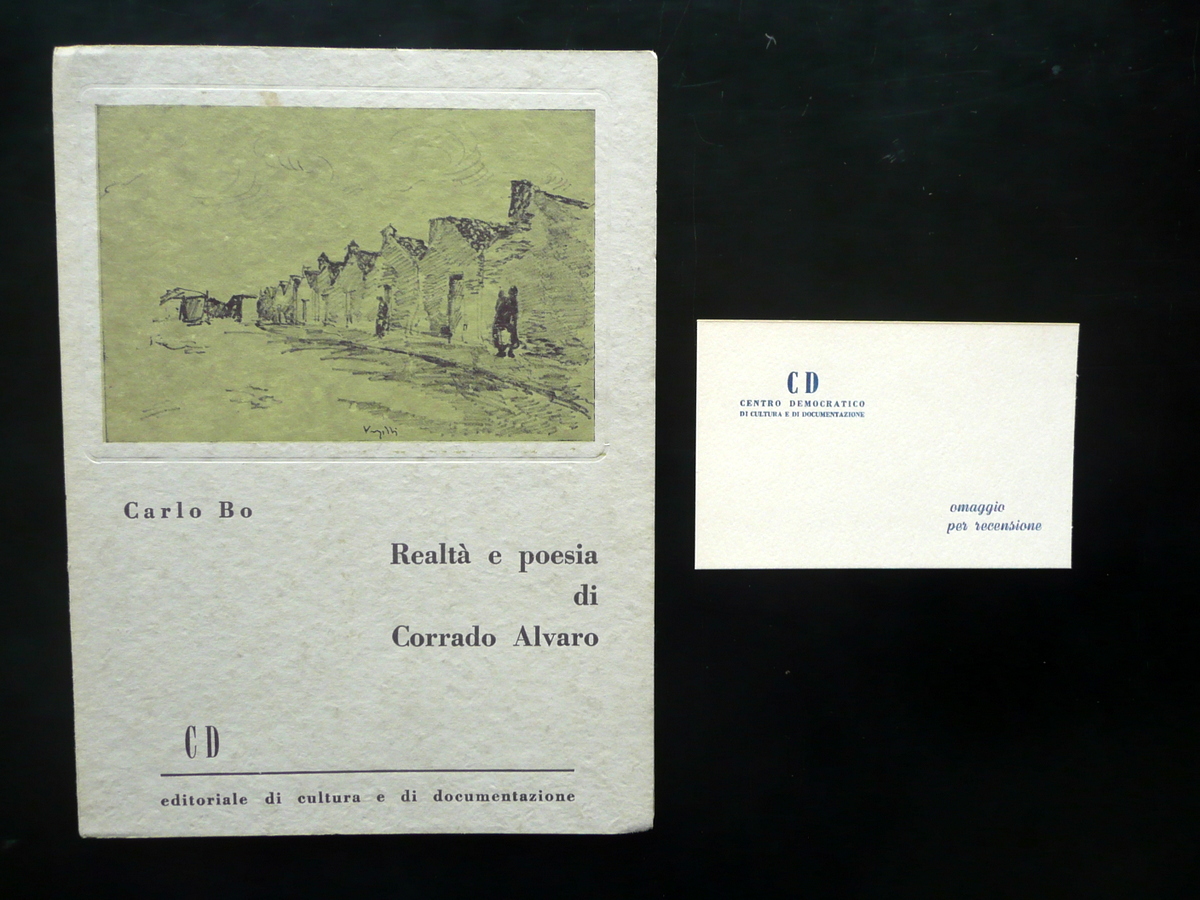 Carlo Bo
Realtà e poesia
di
Corrado Alvaro
CD
editoriale di cultura e di documentazione
CD
CENTRO DEMOCRATICO
DI CULTURA E DI DOCUMENTAZIONE
omaggio
per recensione